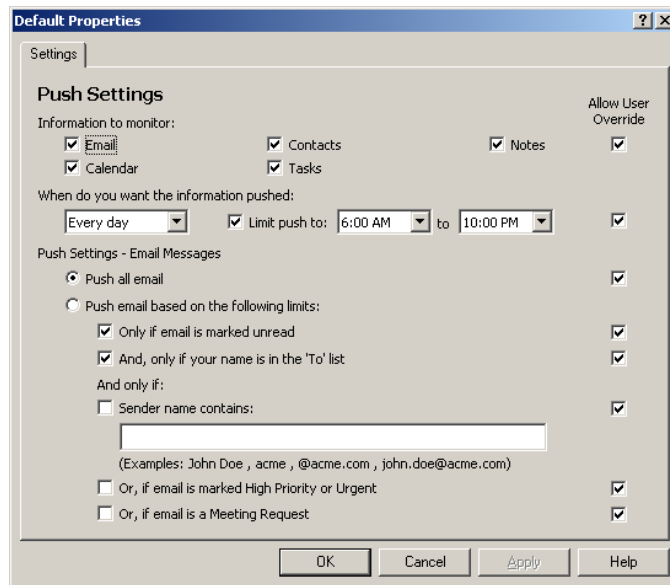 Default Properties
Settings
Push Settings
Allow User
Override
Information to monitor:
Email Contacts Notes
Calendar Tasks
When do you want the information pushed:
Every day Limit push to: 6:00 AM to 10:00 PM
Push Settings - Email Messages
Push all email
Push email based on the following limits:
Only if email is marked unread
And, only if your name is in the 'To' list
And only if:
Sender name contains:
(Examples: John Doe , acme , @acme.com , john.doe@acme.com)
Or, if email is marked High Priority or Urgent
Or, if email is a Meeting Request
OK Cancel Apply Help